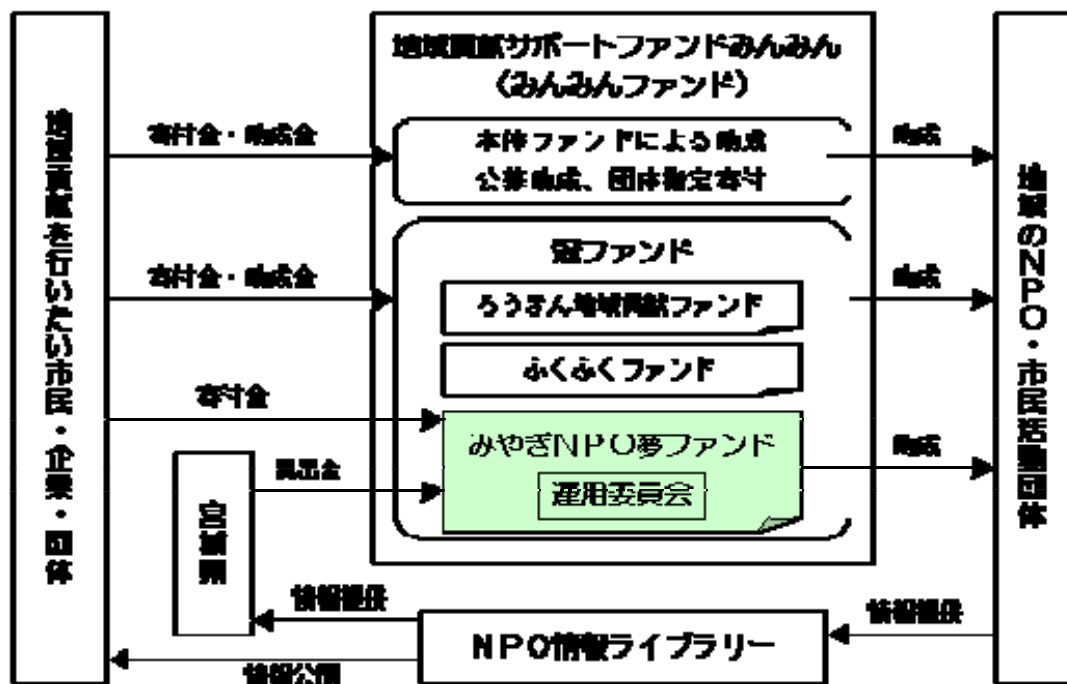 地域貢献を行いたい市民・企業・団体
寄付金・助成金
寄付金・助成金
寄付金
宮城県
拠出金
地域貢献サポートファンドみんみん
（みんみんファンド）
本体ファンドによる助成
公募助成、団体指定寄付
冠ファンド
ろうきん地域貢献ファンド
ふくふくファンド
みやぎNPO夢ファンド
運用委員会
助成
助成
助成
地域のNPO・市民活動団体
情報提供
NPO情報ライブラリー
情報提供
情報公開